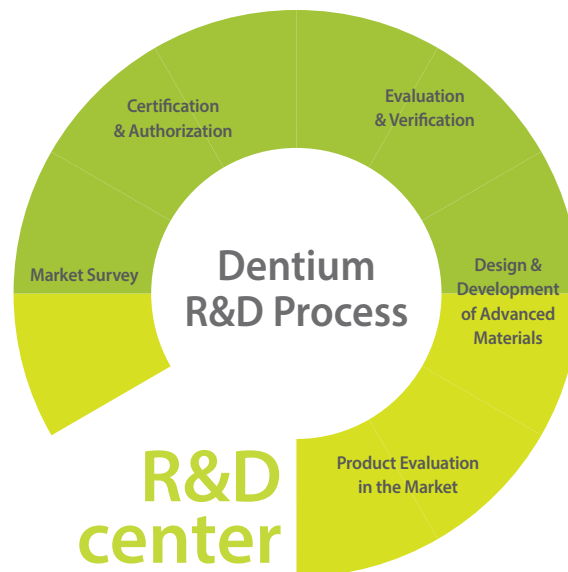 Certification
& Authorization
Evaluation
& Verification
Market Survey
Dentium
R&D Process
Design &
Development
of Advanced
Materials
Product Evaluation
in the Market
R&D
center